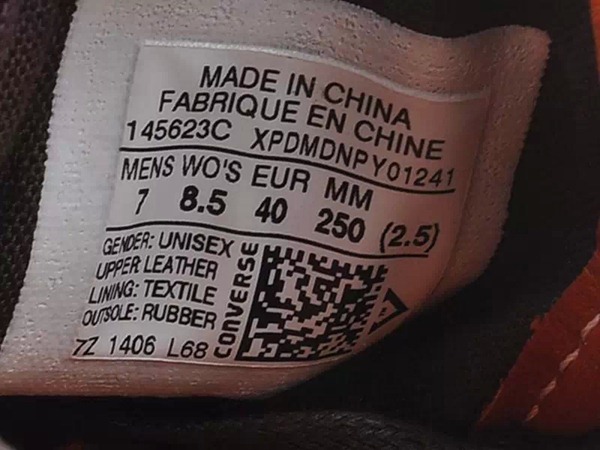 MADE IN CHINA
FABRIQUE EN CHINE
145623C XPDMDNPY01241
MENS WO'S EUR MM
7 8.5 40 250 (2.5)
GENDER: UNISEX
UPPER: LEATHER
LINING: TEXTILE
OUTSOLE: RUBBER
CONVERSE
7Z 1406 L68